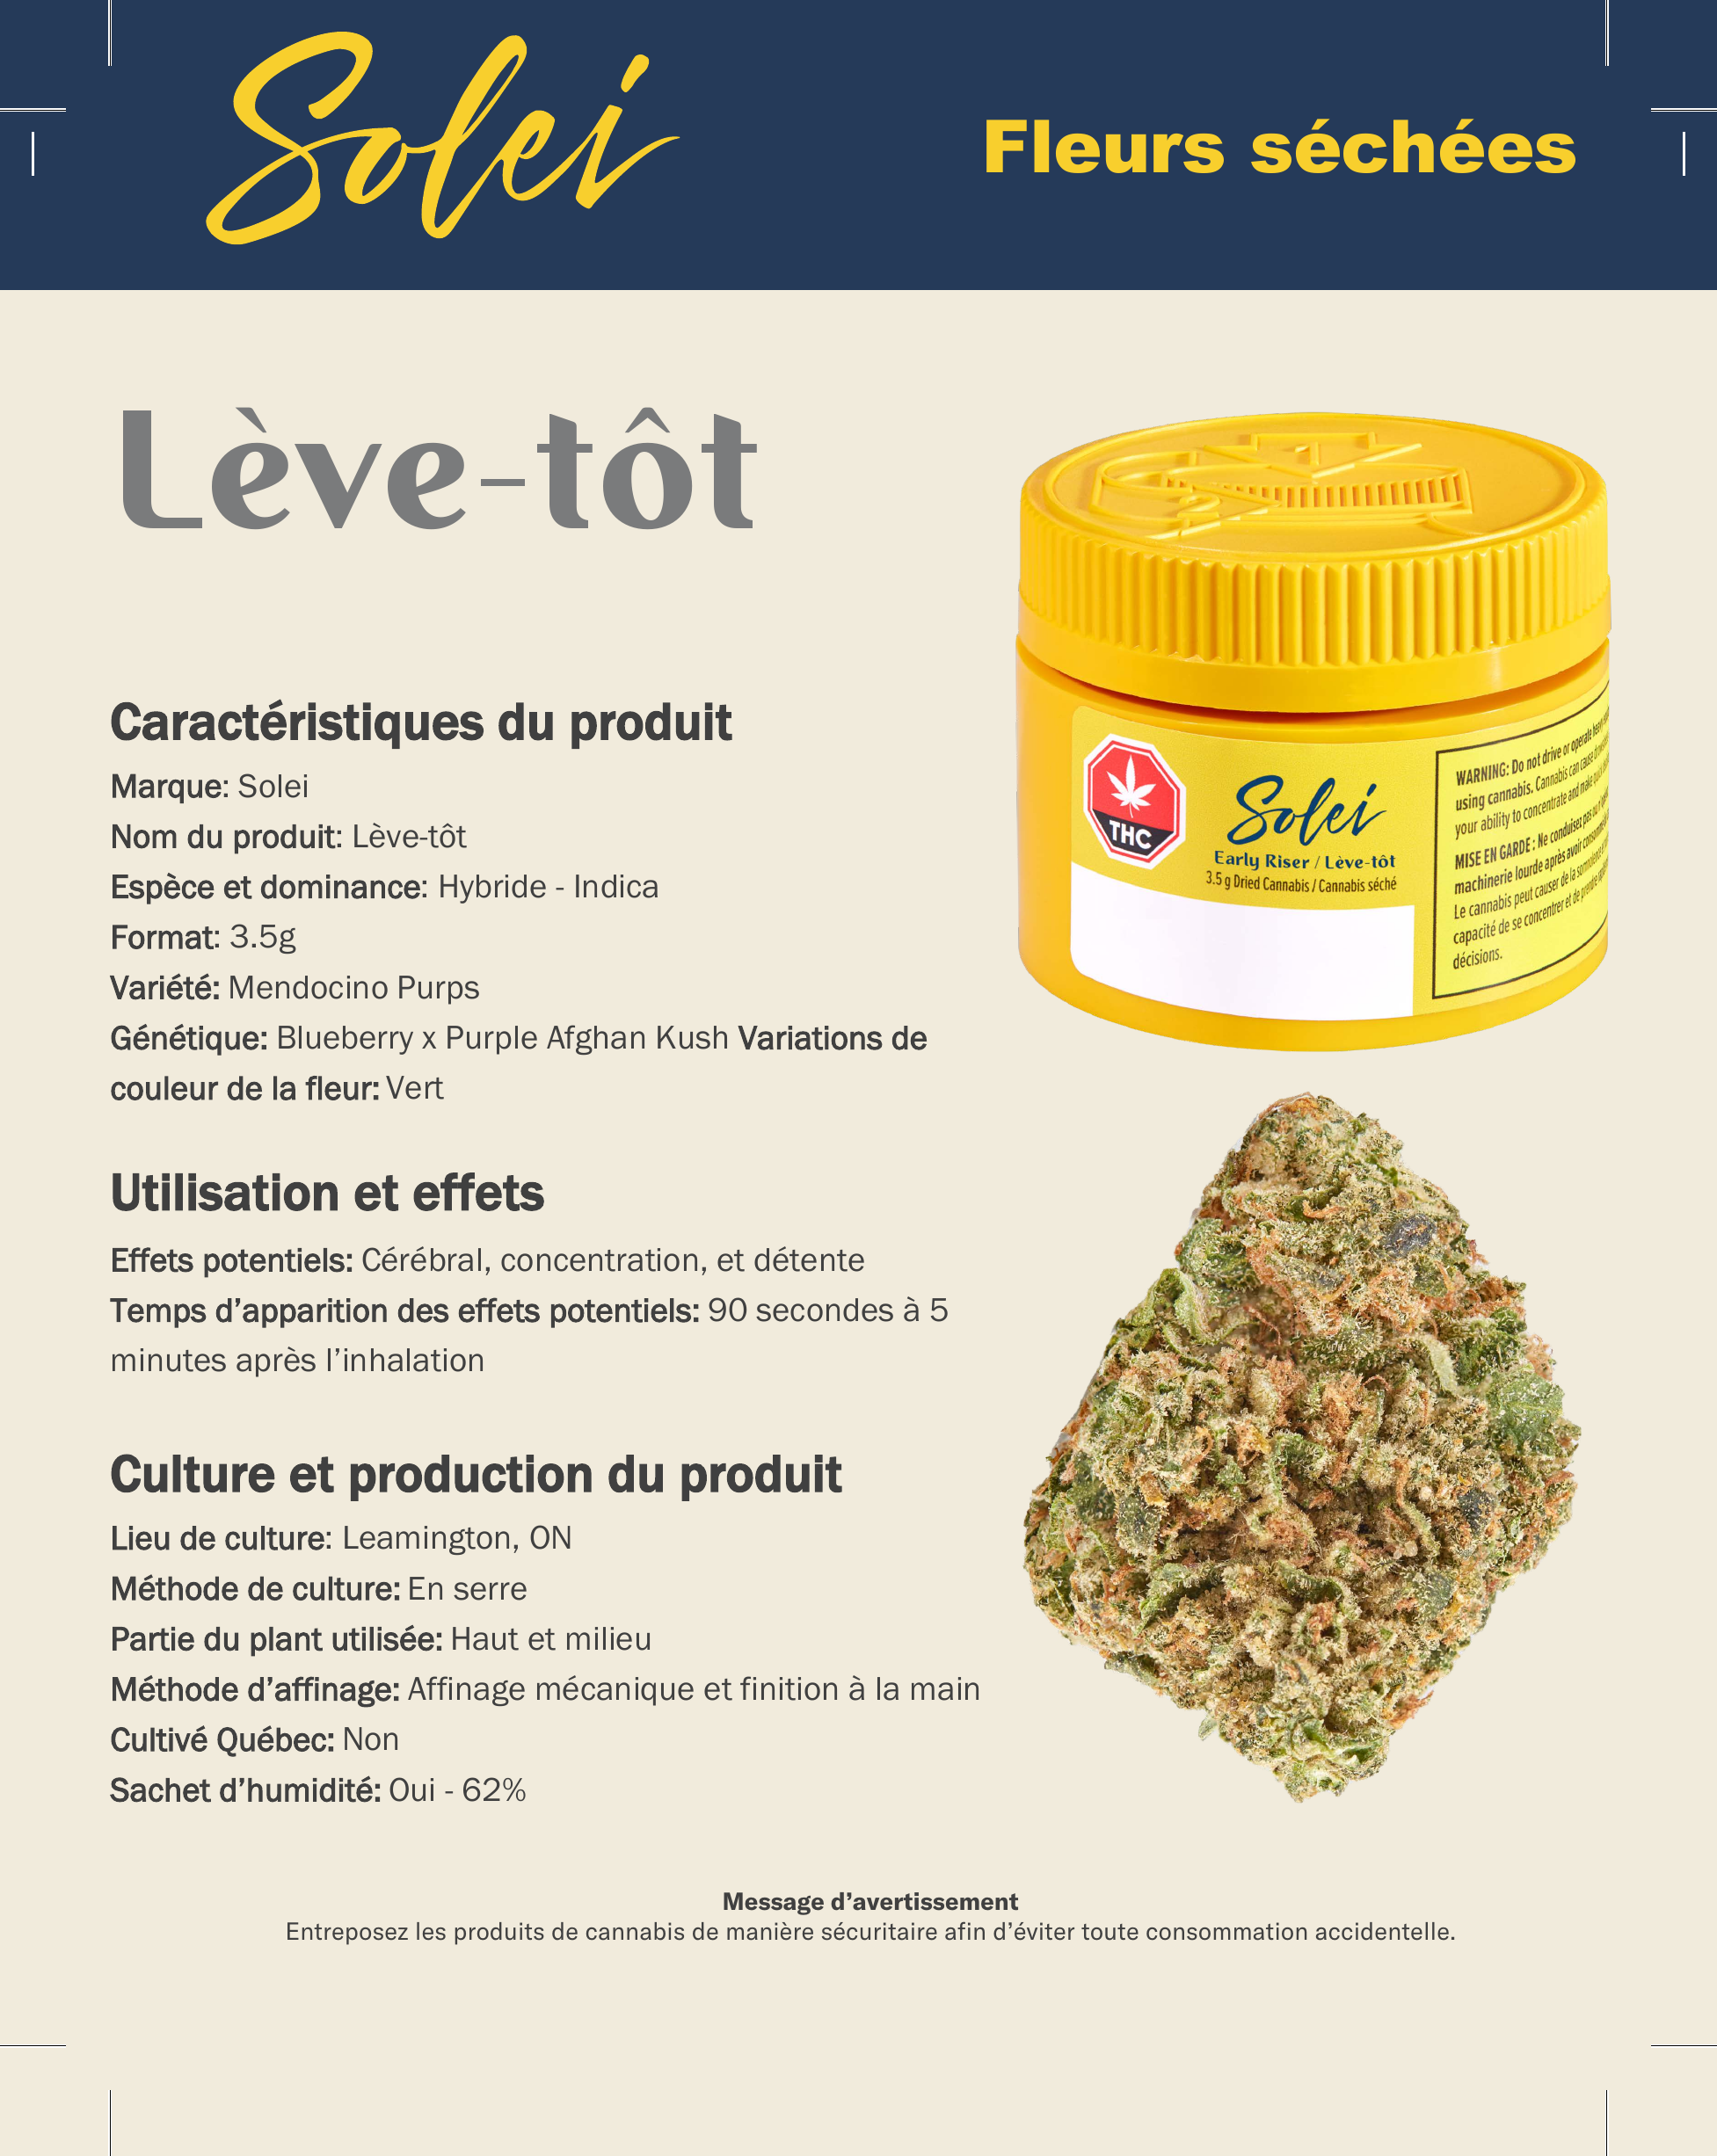 Solei
Fleurs séchées
Lève-tôt
Caractéristiques du produit
Marque: Solei
Nom du produit: Lève-tôt
Espèce et dominance: Hybride - Indica
Format: 3.5g
Variété: Mendocino Purps
Génétique: Blueberry x Purple Afghan Kush Variations de
couleur de la fleur: Vert
Utilisation et effets
Effets potentiels: Cérébral, concentration, et détente
Temps d’apparition des effets potentiels: 90 secondes à 5
minutes après l’inhalation
Culture et production du produit
Lieu de culture: Leamington, ON
Méthode de culture: En serre
Partie du plant utilisée: Haut et milieu
Méthode d’affinage: Affinage mécanique et finition à la main
Cultivé Québec: Non
Sachet d’humidité: Oui - 62%
THC
Solei
Early Riser / Lève-tôt
3.5 g Dried Cannabis / Cannabis séché
WARNING: Do not drive or operate heavy
using cannabis. Cannabis can cause
your ability to concentrate and make
MISE EN GARDE : Ne conduisez pas
machinerie lourde après avoir
Le cannabis peut causer de la
capacité de se concentrer et de prendre
décisions.
Message d’avertissement
Entreposez les produits de cannabis de manière sécuritaire afin d’éviter toute consommation accidentelle.